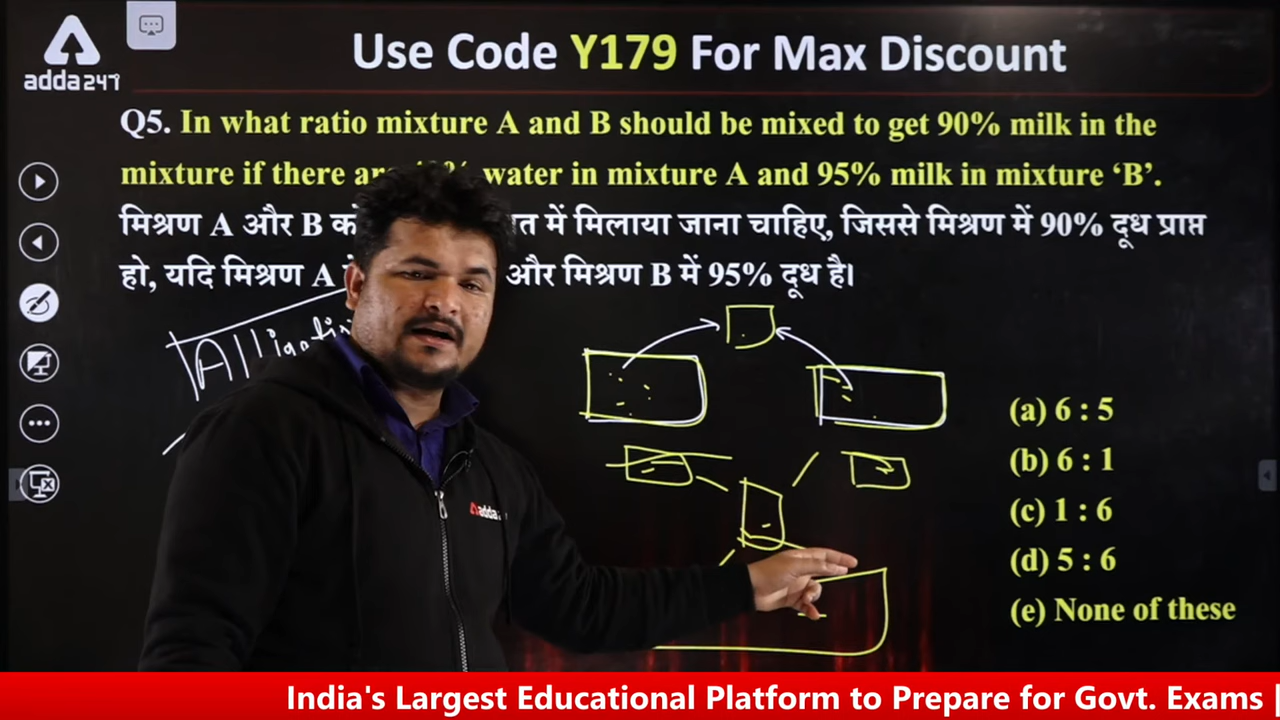 adda247
Use Code Y179 For Max Discount
Q5. In what ratio mixture A and B should be mixed to get 90% milk in the
mixture if there water in mixture A and 95% milk in mixture ‘B’.
मिश्रण A और B में मिलाया जाना चाहिए, जिससे मिश्रण में 90% दूध प्राप्त
हो, यदि मिश्रण A और मिश्रण B में 95% दूध है।
(a) 6 : 5
(b) 6 : 1
(c) 1 : 6
(d) 5 : 6
(e) None of these
adda
India's Largest Educational Platform to Prepare for Govt. Exams |